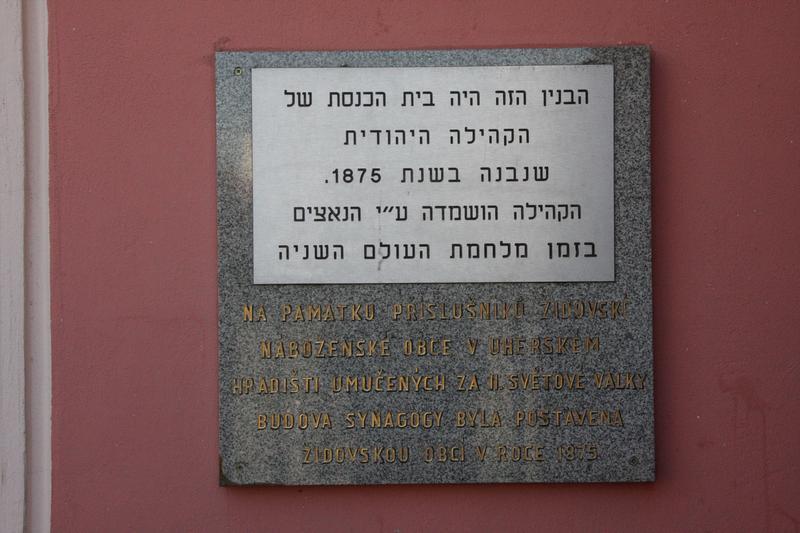 הבנין הזה היה בית הכנסת של
הקהילה היהודית
שנבנה בשנת 1875.
הקהילה הושמדה ע״י הנאצים
בזמן מלחמת העולם השניה
NA PAMÁTKU PŘÍSLUŠNÍKŮ ŽIDOVSKÉ
NÁBOŽENSKÉ OBCE V UHERSKÉM
HRADIŠTI UMUČENÝCH ZA II. SVĚTOVÉ VÁLKY
BUDOVA SYNAGOGY BYLA POSTAVENA
ŽIDOVSKOU OBCÍ V ROCE 1875.